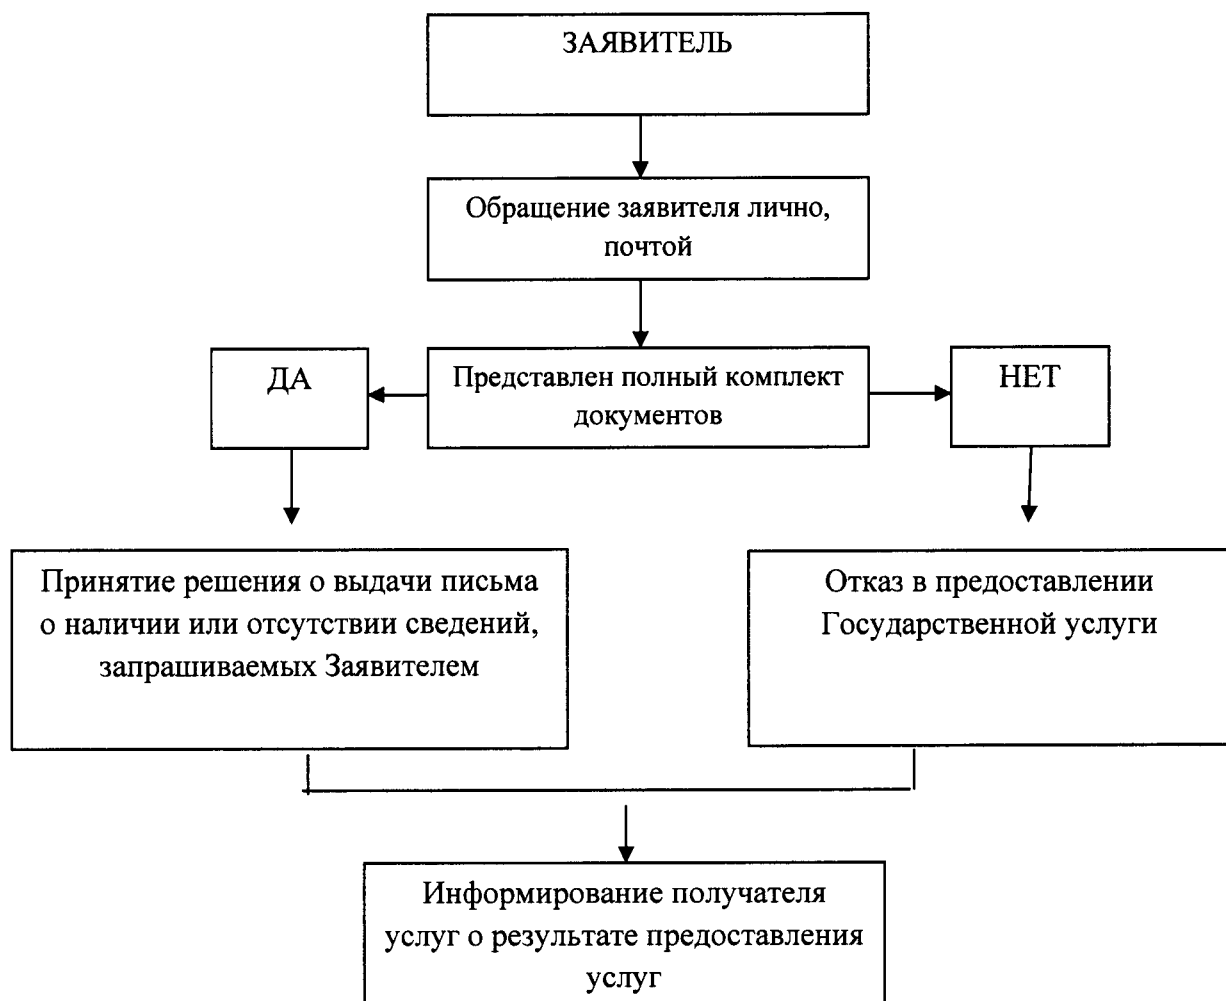 ЗАЯВИТЕЛЬ
Обращение заявителя лично,
почтой
ДА
Представлен полный комплект
документов
НЕТ
Принятие решения о выдачи письма
о наличии или отсутствии сведений,
запрашиваемых Заявителем
Отказ в предоставлении
Государственной услуги
Информирование получателя
услуг о результате предоставления
услуг